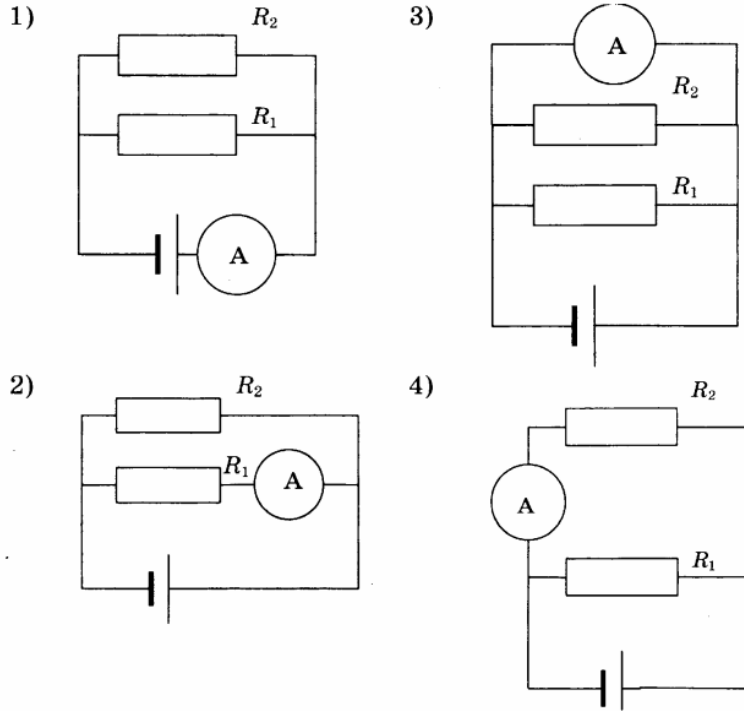 1)
R₂
R₁
A
2)
R₂
R₁
A
3)
A
R₂
R₁
4)
R₂
A
R₁